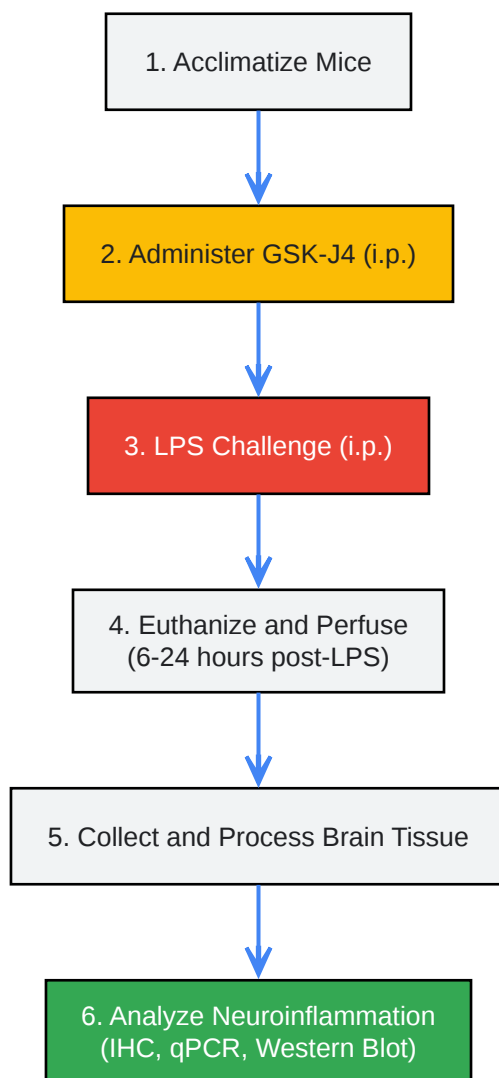 1. Acclimatize Mice
2. Administer GSK-J4 (i.p.)
3. LPS Challenge (i.p.)
4. Euthanize and Perfuse
(6-24 hours post-LPS)
5. Collect and Process Brain Tissue
6. Analyze Neuroinflammation
(IHC, qPCR, Western Blot)